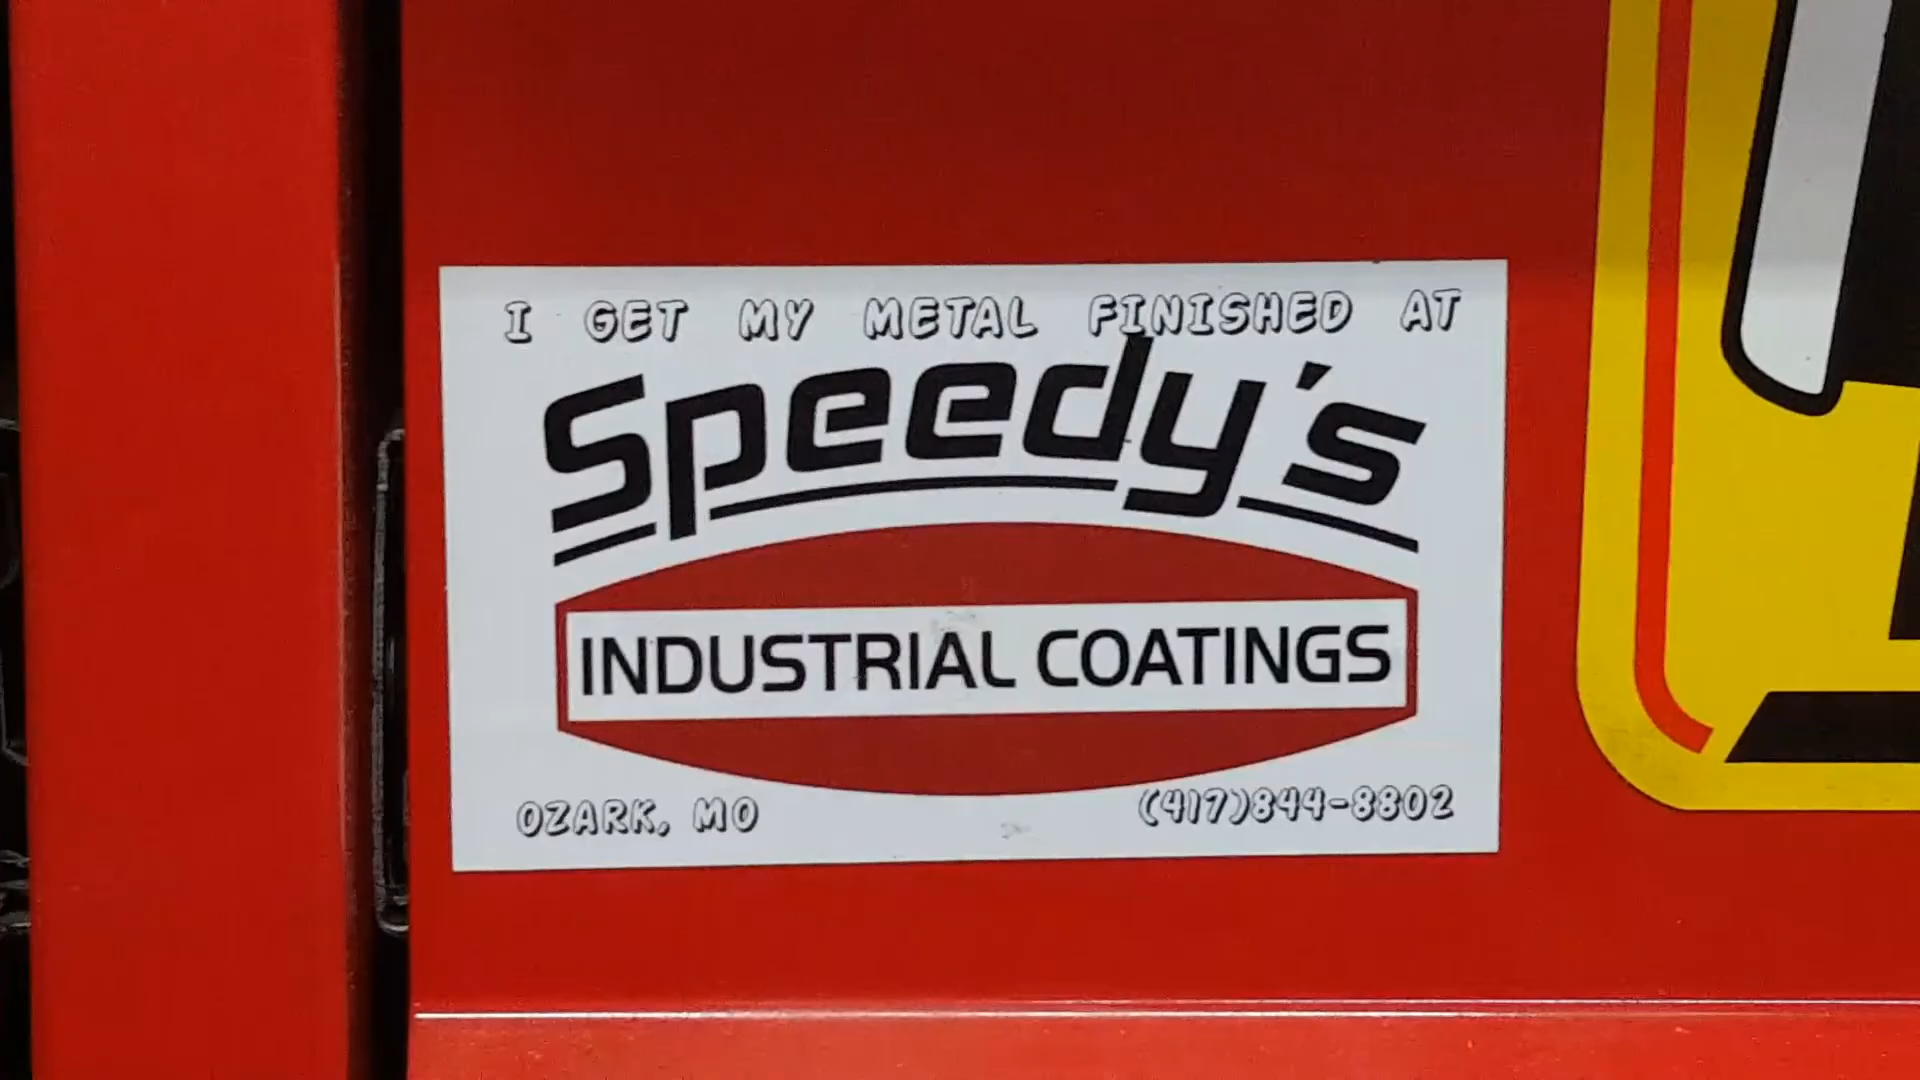 I GET MY METAL FINISHED AT
Speedy's
INDUSTRIAL COATINGS
OZARK, MO
(417)844-8802